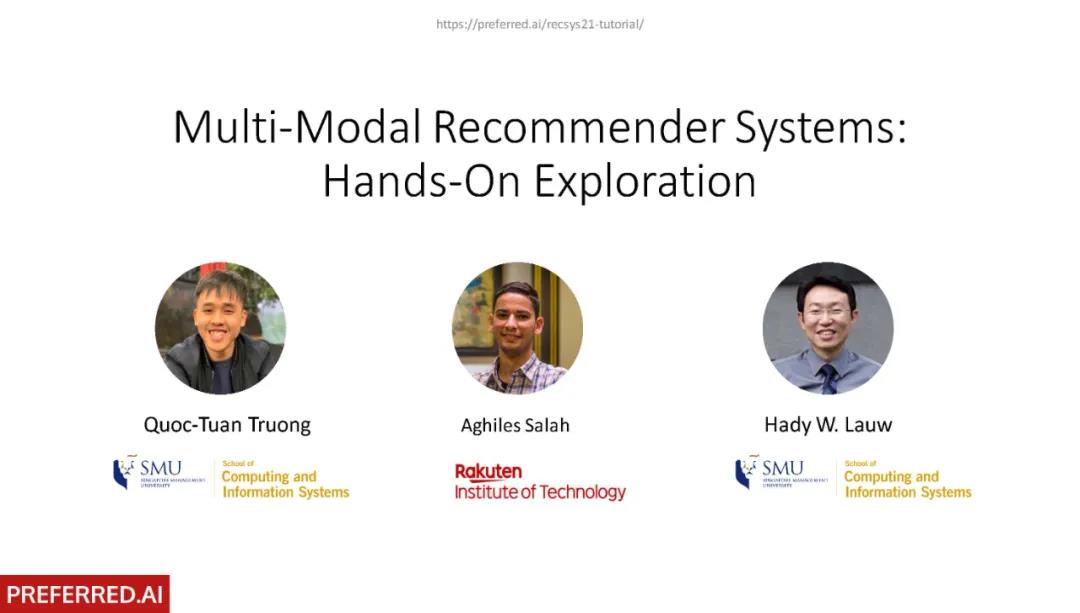 https://preferred.ai/recsys21-tutorial/
Multi-Modal Recommender Systems:
Hands-On Exploration
Quoc-Tuan Truong
Aghiles Salah
Hady W. Lauw
SMU
SINGAPORE MANAGEMENT
UNIVERSITY
School of
Computing and
Information Systems
Rakuten
Institute of Technology
SMU
SINGAPORE MANAGEMENT
UNIVERSITY
School of
Computing and
Information Systems
PREFERRED.AI